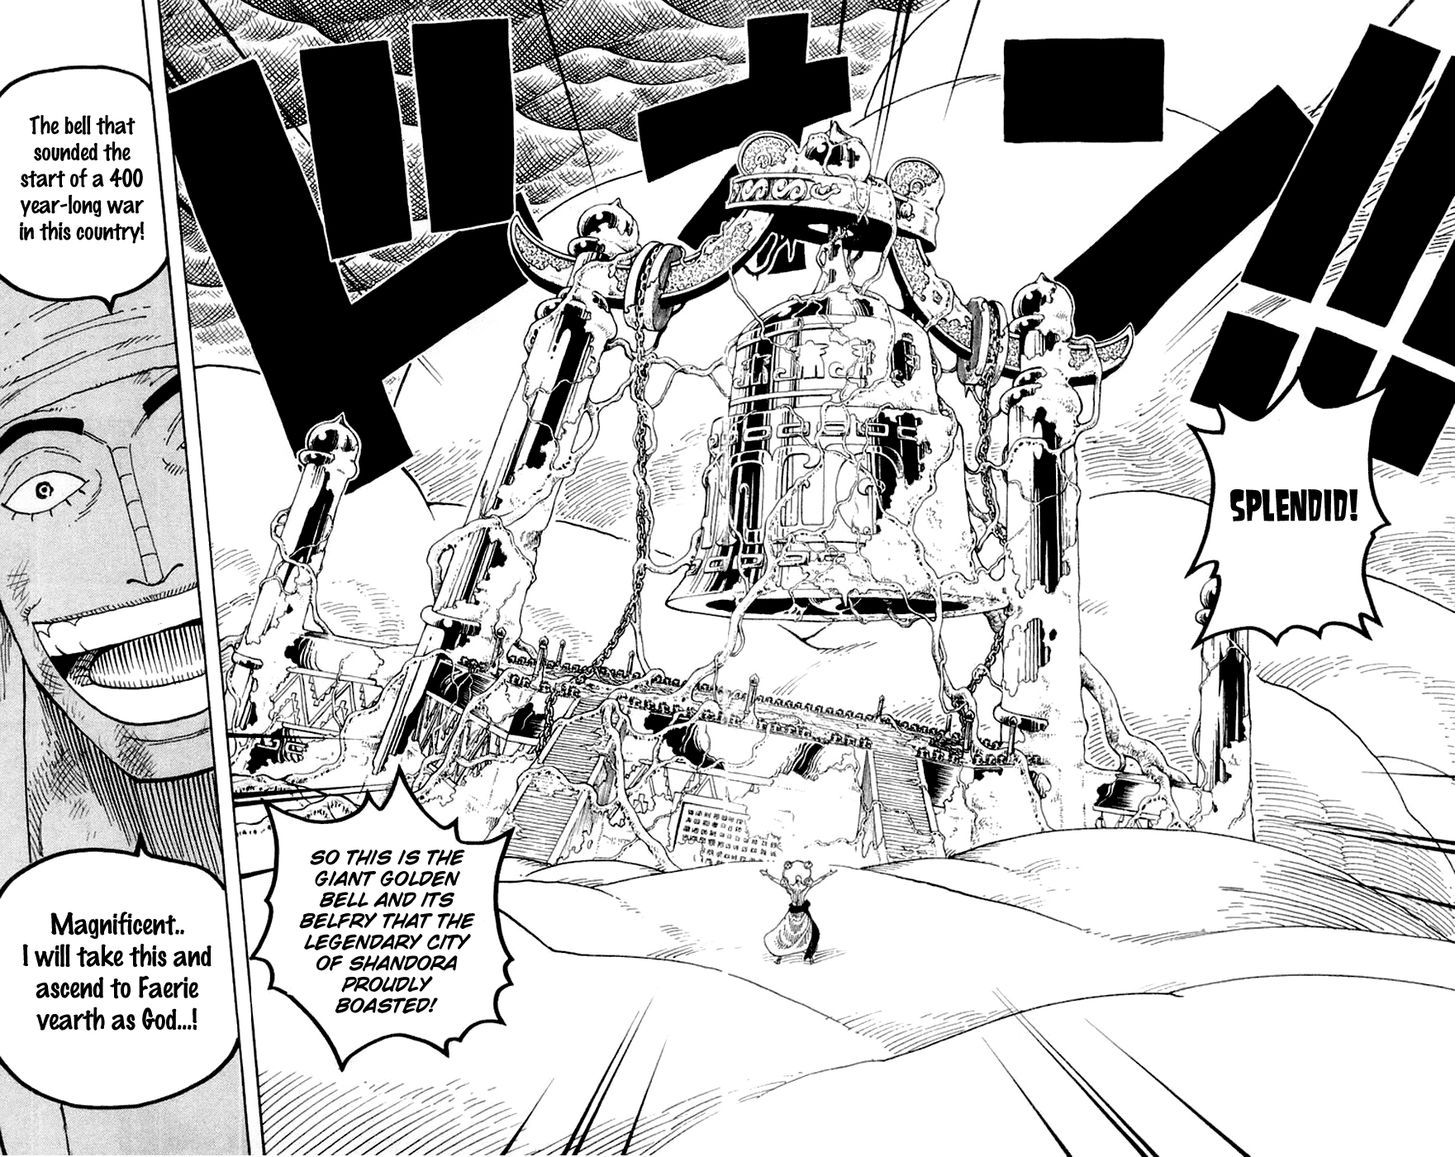 ドーン!!
SPLENDID!
SO THIS IS THE
GIANT GOLDEN
BELL AND ITS
BELFRY THAT THE
LEGENDARY CITY
OF SHANDORA
PROUDLY
BOASTED!
The bell that
sounded the
start of a 400
year-long war
in this country!
Magnificent..
I will take this and
ascend to Faerie
vearth as God...!